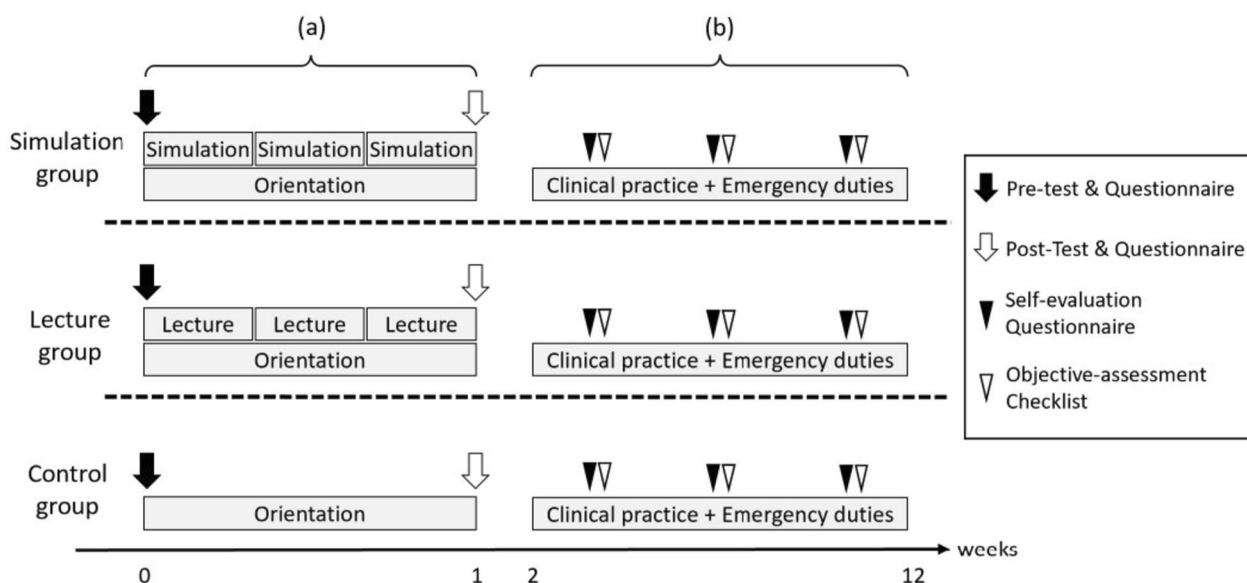 (a)
(b)
Simulation
group
Simulation Simulation Simulation
Orientation
Clinical practice + Emergency duties
Lecture
group
Lecture Lecture Lecture
Orientation
Clinical practice + Emergency duties
Control
group
Orientation
Clinical practice + Emergency duties
weeks
0 1 2 12
Pre-test & Questionnaire
Post-Test & Questionnaire
Self-evaluation
Questionnaire
Objective-assessment
Checklist